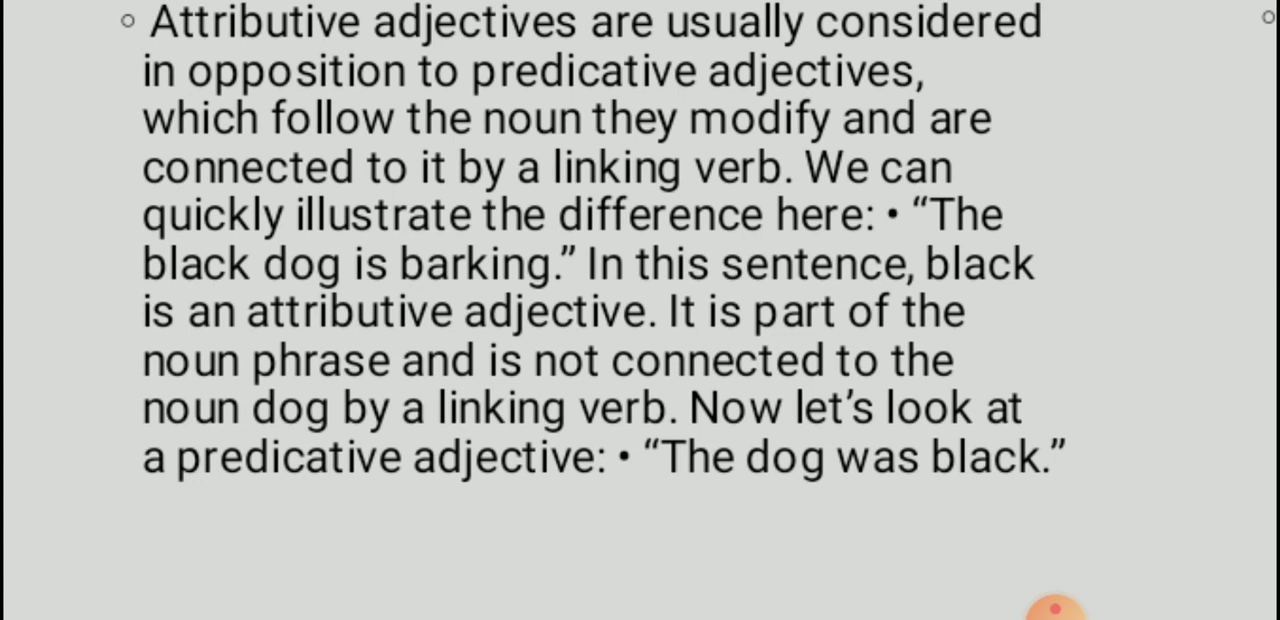 ◦ Attributive adjectives are usually considered
in opposition to predicative adjectives,
which follow the noun they modify and are
connected to it by a linking verb. We can
quickly illustrate the difference here: • “The
black dog is barking.” In this sentence, black
is an attributive adjective. It is part of the
noun phrase and is not connected to the
noun dog by a linking verb. Now let’s look at
a predicative adjective: • “The dog was black.”